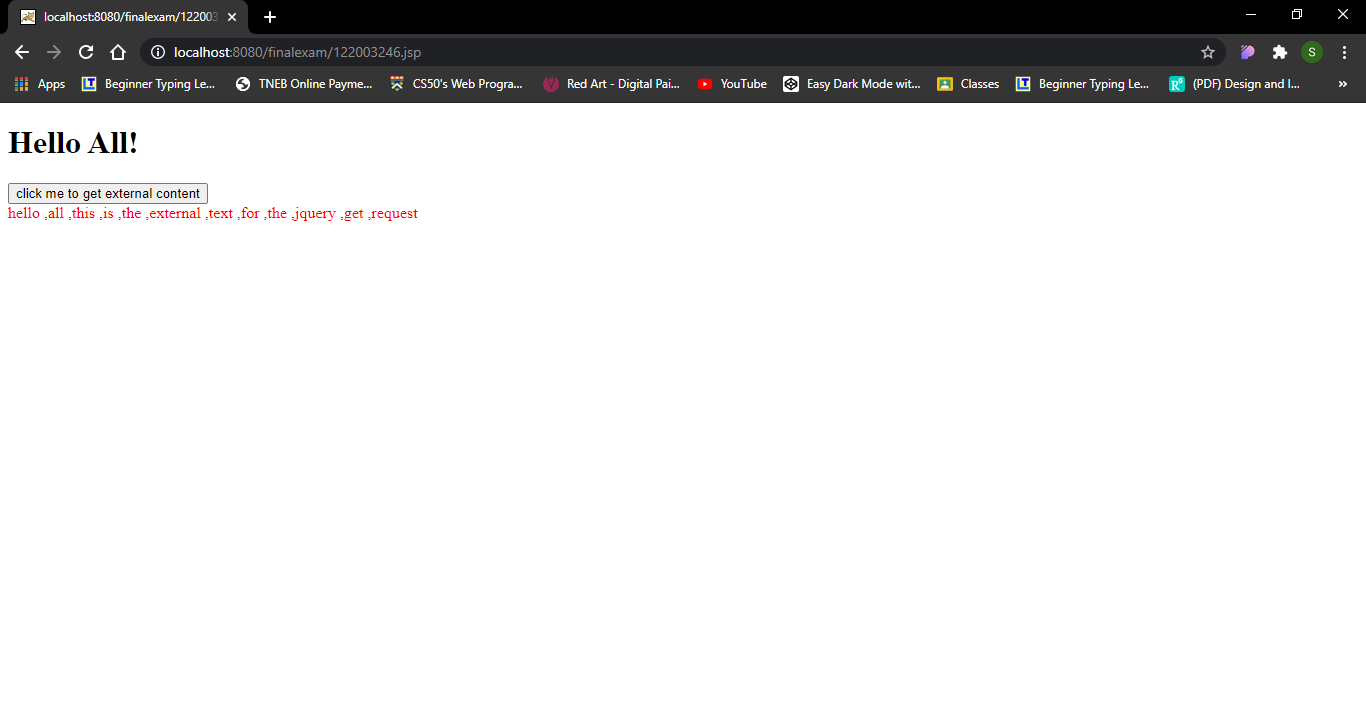 localhost:8080/finalexam/122003
localhost:8080/finalexam/122003246.jsp
S
Apps Beginner Typing Le... TNEB Online Payme... CS50's Web Progra... Red Art - Digital Pai... YouTube Easy Dark Mode wit... Classes Beginner Typing Le... (PDF) Design and I... »
Hello All!
click me to get external content
hello ,all ,this ,is ,the ,external ,text ,for ,the ,jquery ,get ,request